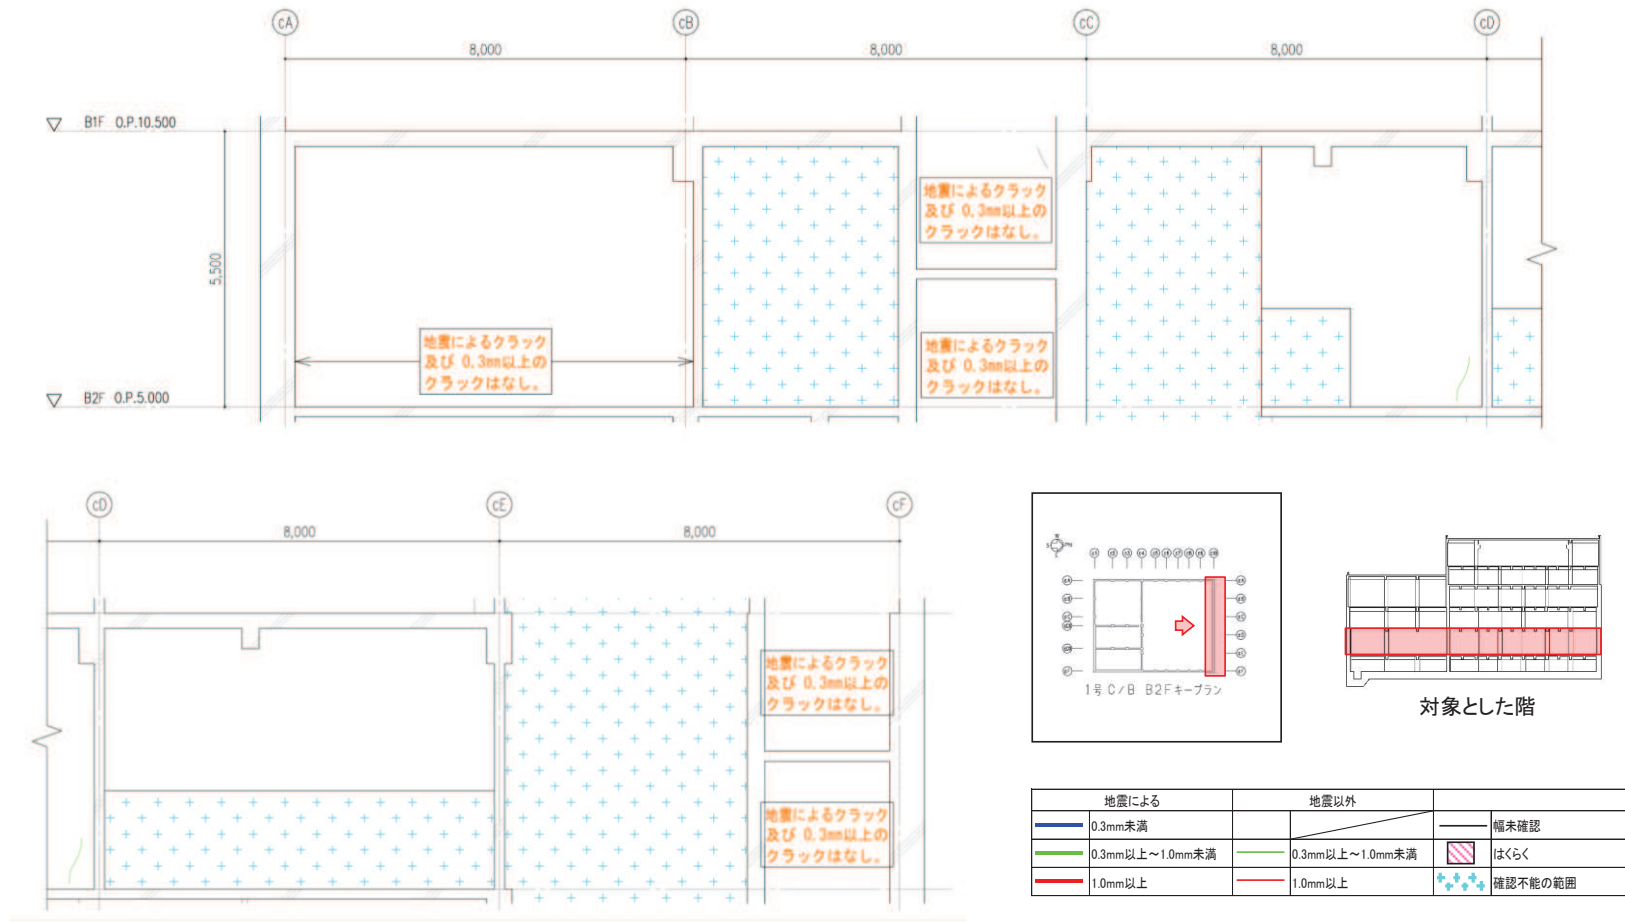 cA
cB
cC
cD
8,000
8,000
8,000
B1F O.P.10.500
5,500
B2F O.P.5.000
地震によるクラック
及び 0.3mm以上の
クラックはなし。
地震によるクラック
及び 0.3mm以上の
クラックはなし。
地震によるクラック
及び 0.3mm以上の
クラックはなし。
cD
cE
cF
8,000
8,000
地震によるクラック
及び 0.3mm以上の
クラックはなし。
地震によるクラック
及び 0.3mm以上の
クラックはなし。
1号 C/B B2Fキープラン
対象とした階
地震による
地震以外
0.3mm未満
幅未確認
0.3mm以上～1.0mm未満
0.3mm以上～1.0mm未満
はくらく
1.0mm以上
1.0mm以上
確認不能の範囲